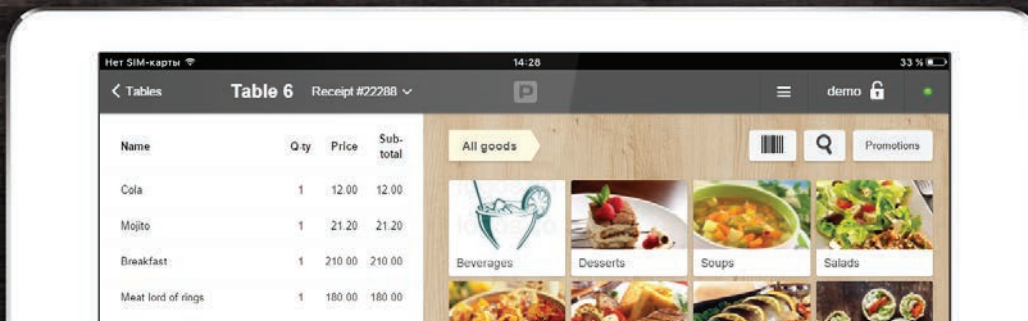 Нет SIM-карты 14:28 33 %
Tables Table 6 Receipt #22288 demo
Name Q-ty Price Sub-total
All goods Promotions
Cola 1 12.00 12.00
Mojito 1 21.20 21.20
Breakfast 1 210.00 210.00
Beverages Desserts Soups Salads
Meat lord of rings 1 180.00 180.00